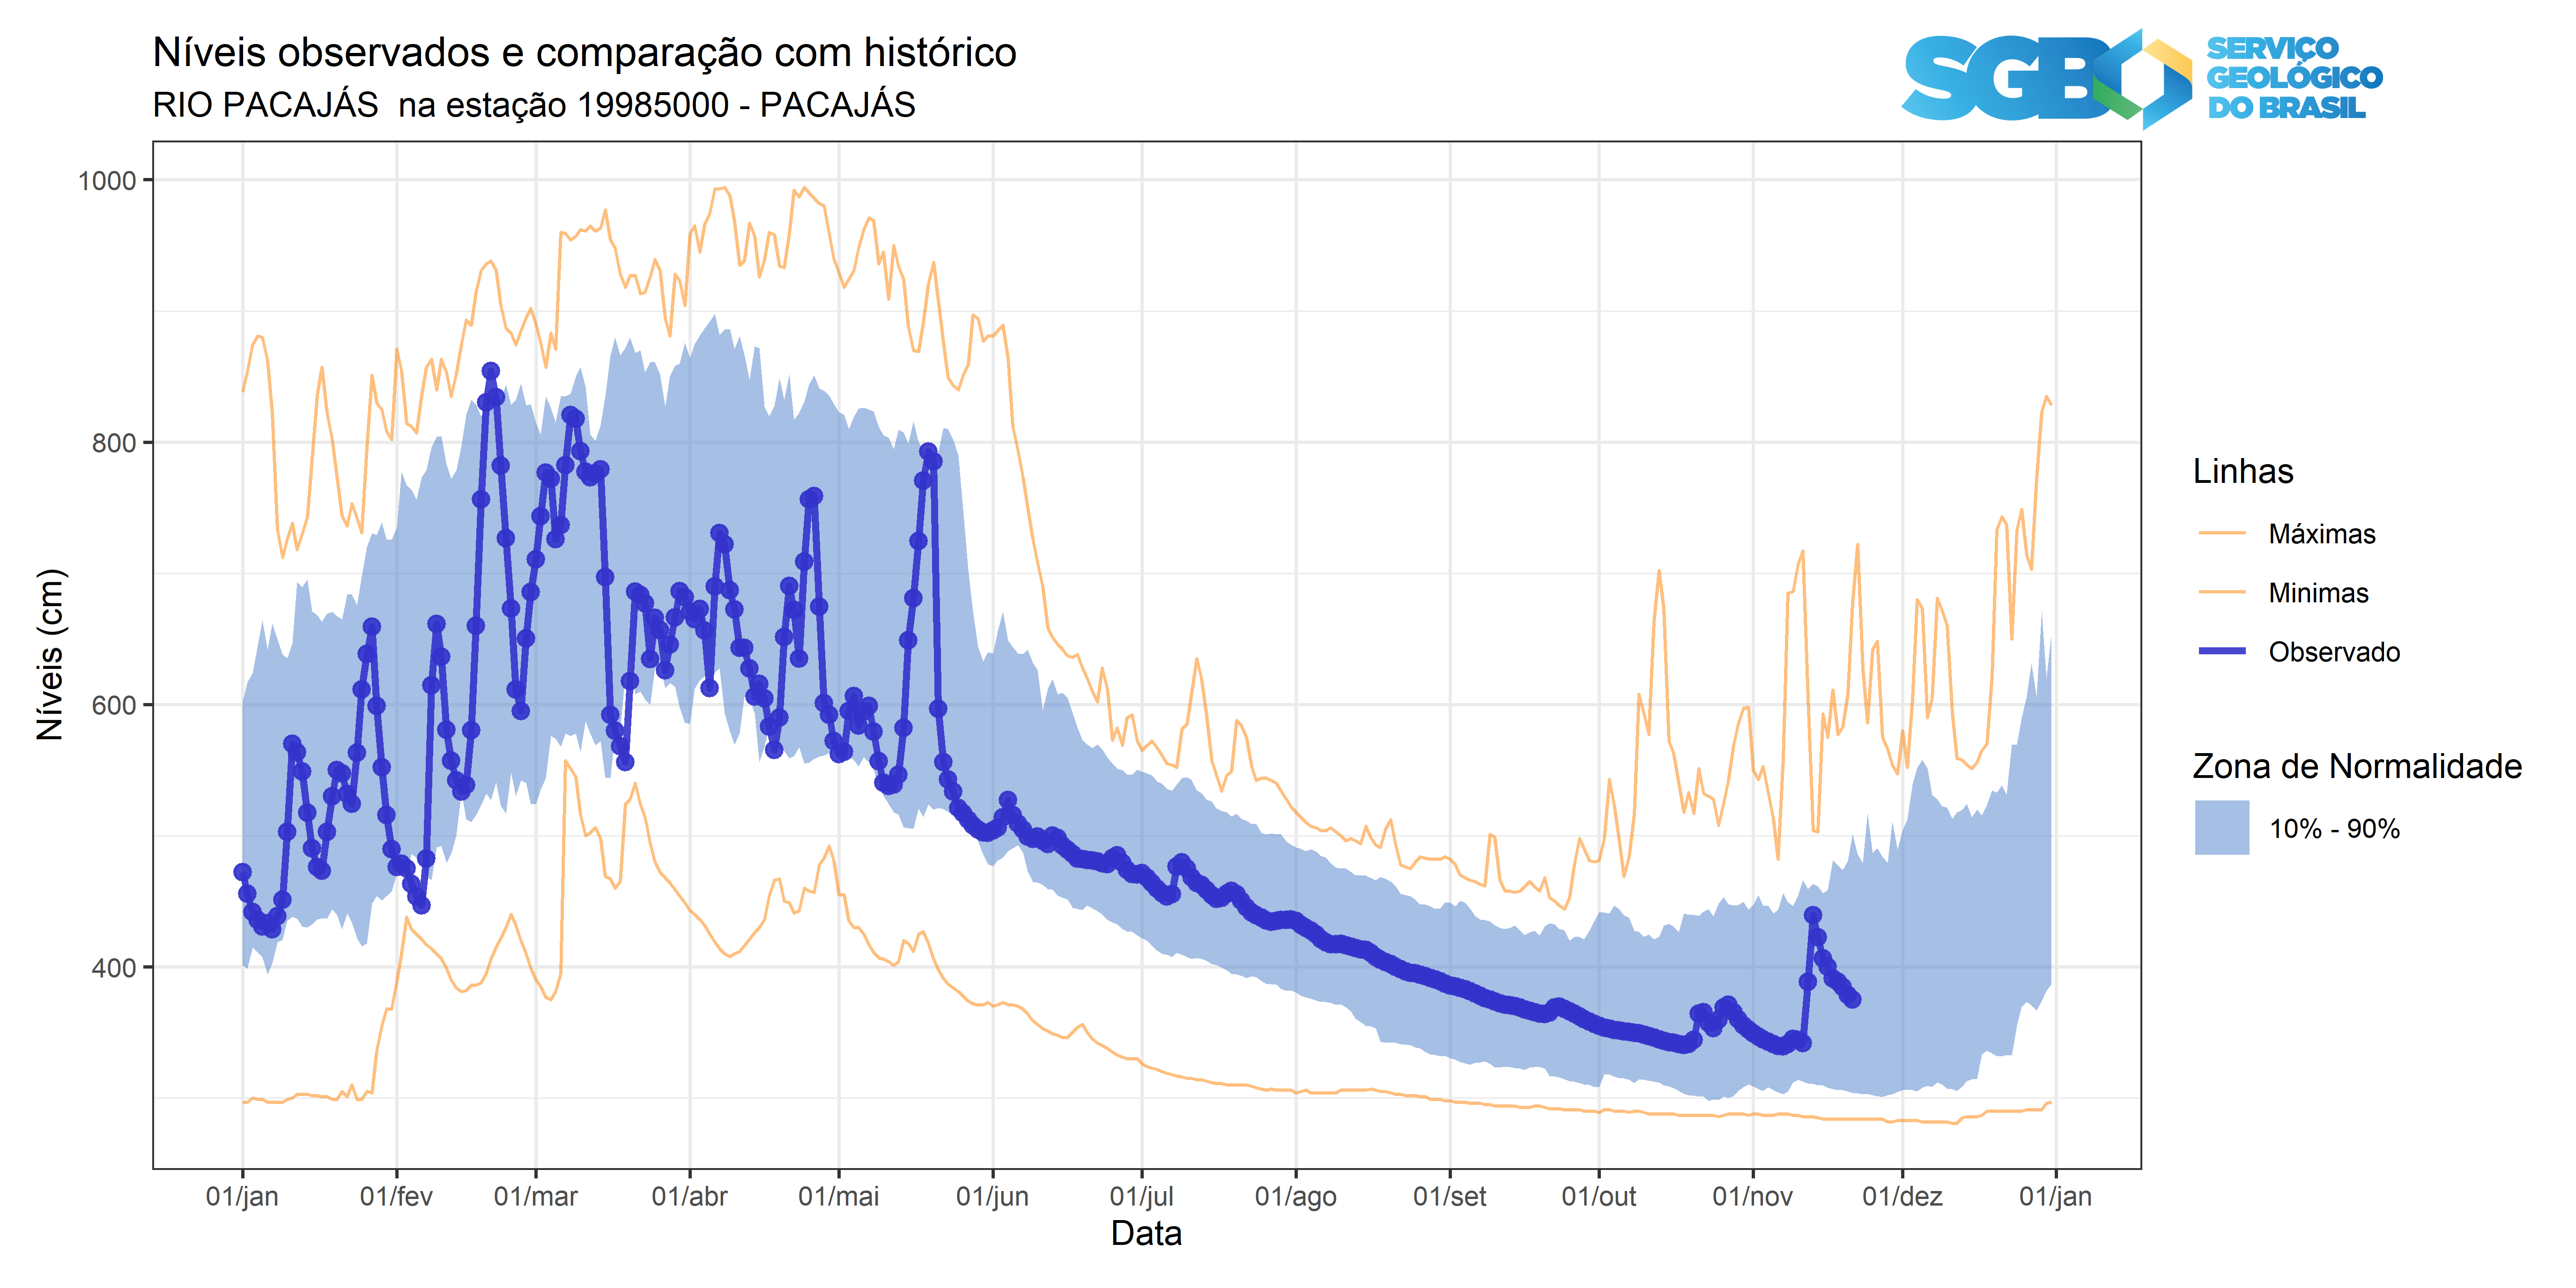 Níveis observados e comparação com histórico
RIO PACAJÁS na estação 19985000 - PACAJÁS
SGB
SERVIÇO
GEOLÓGICO
DO BRASIL
Níveis (cm)
1000
800
600
400
01/jan
01/fev
01/mar
01/abr
01/mai
01/jun
01/jul
01/ago
01/set
01/out
01/nov
01/dez
01/jan
Data
Linhas
Máximas
Minimas
Observado
Zona de Normalidade
10% - 90%